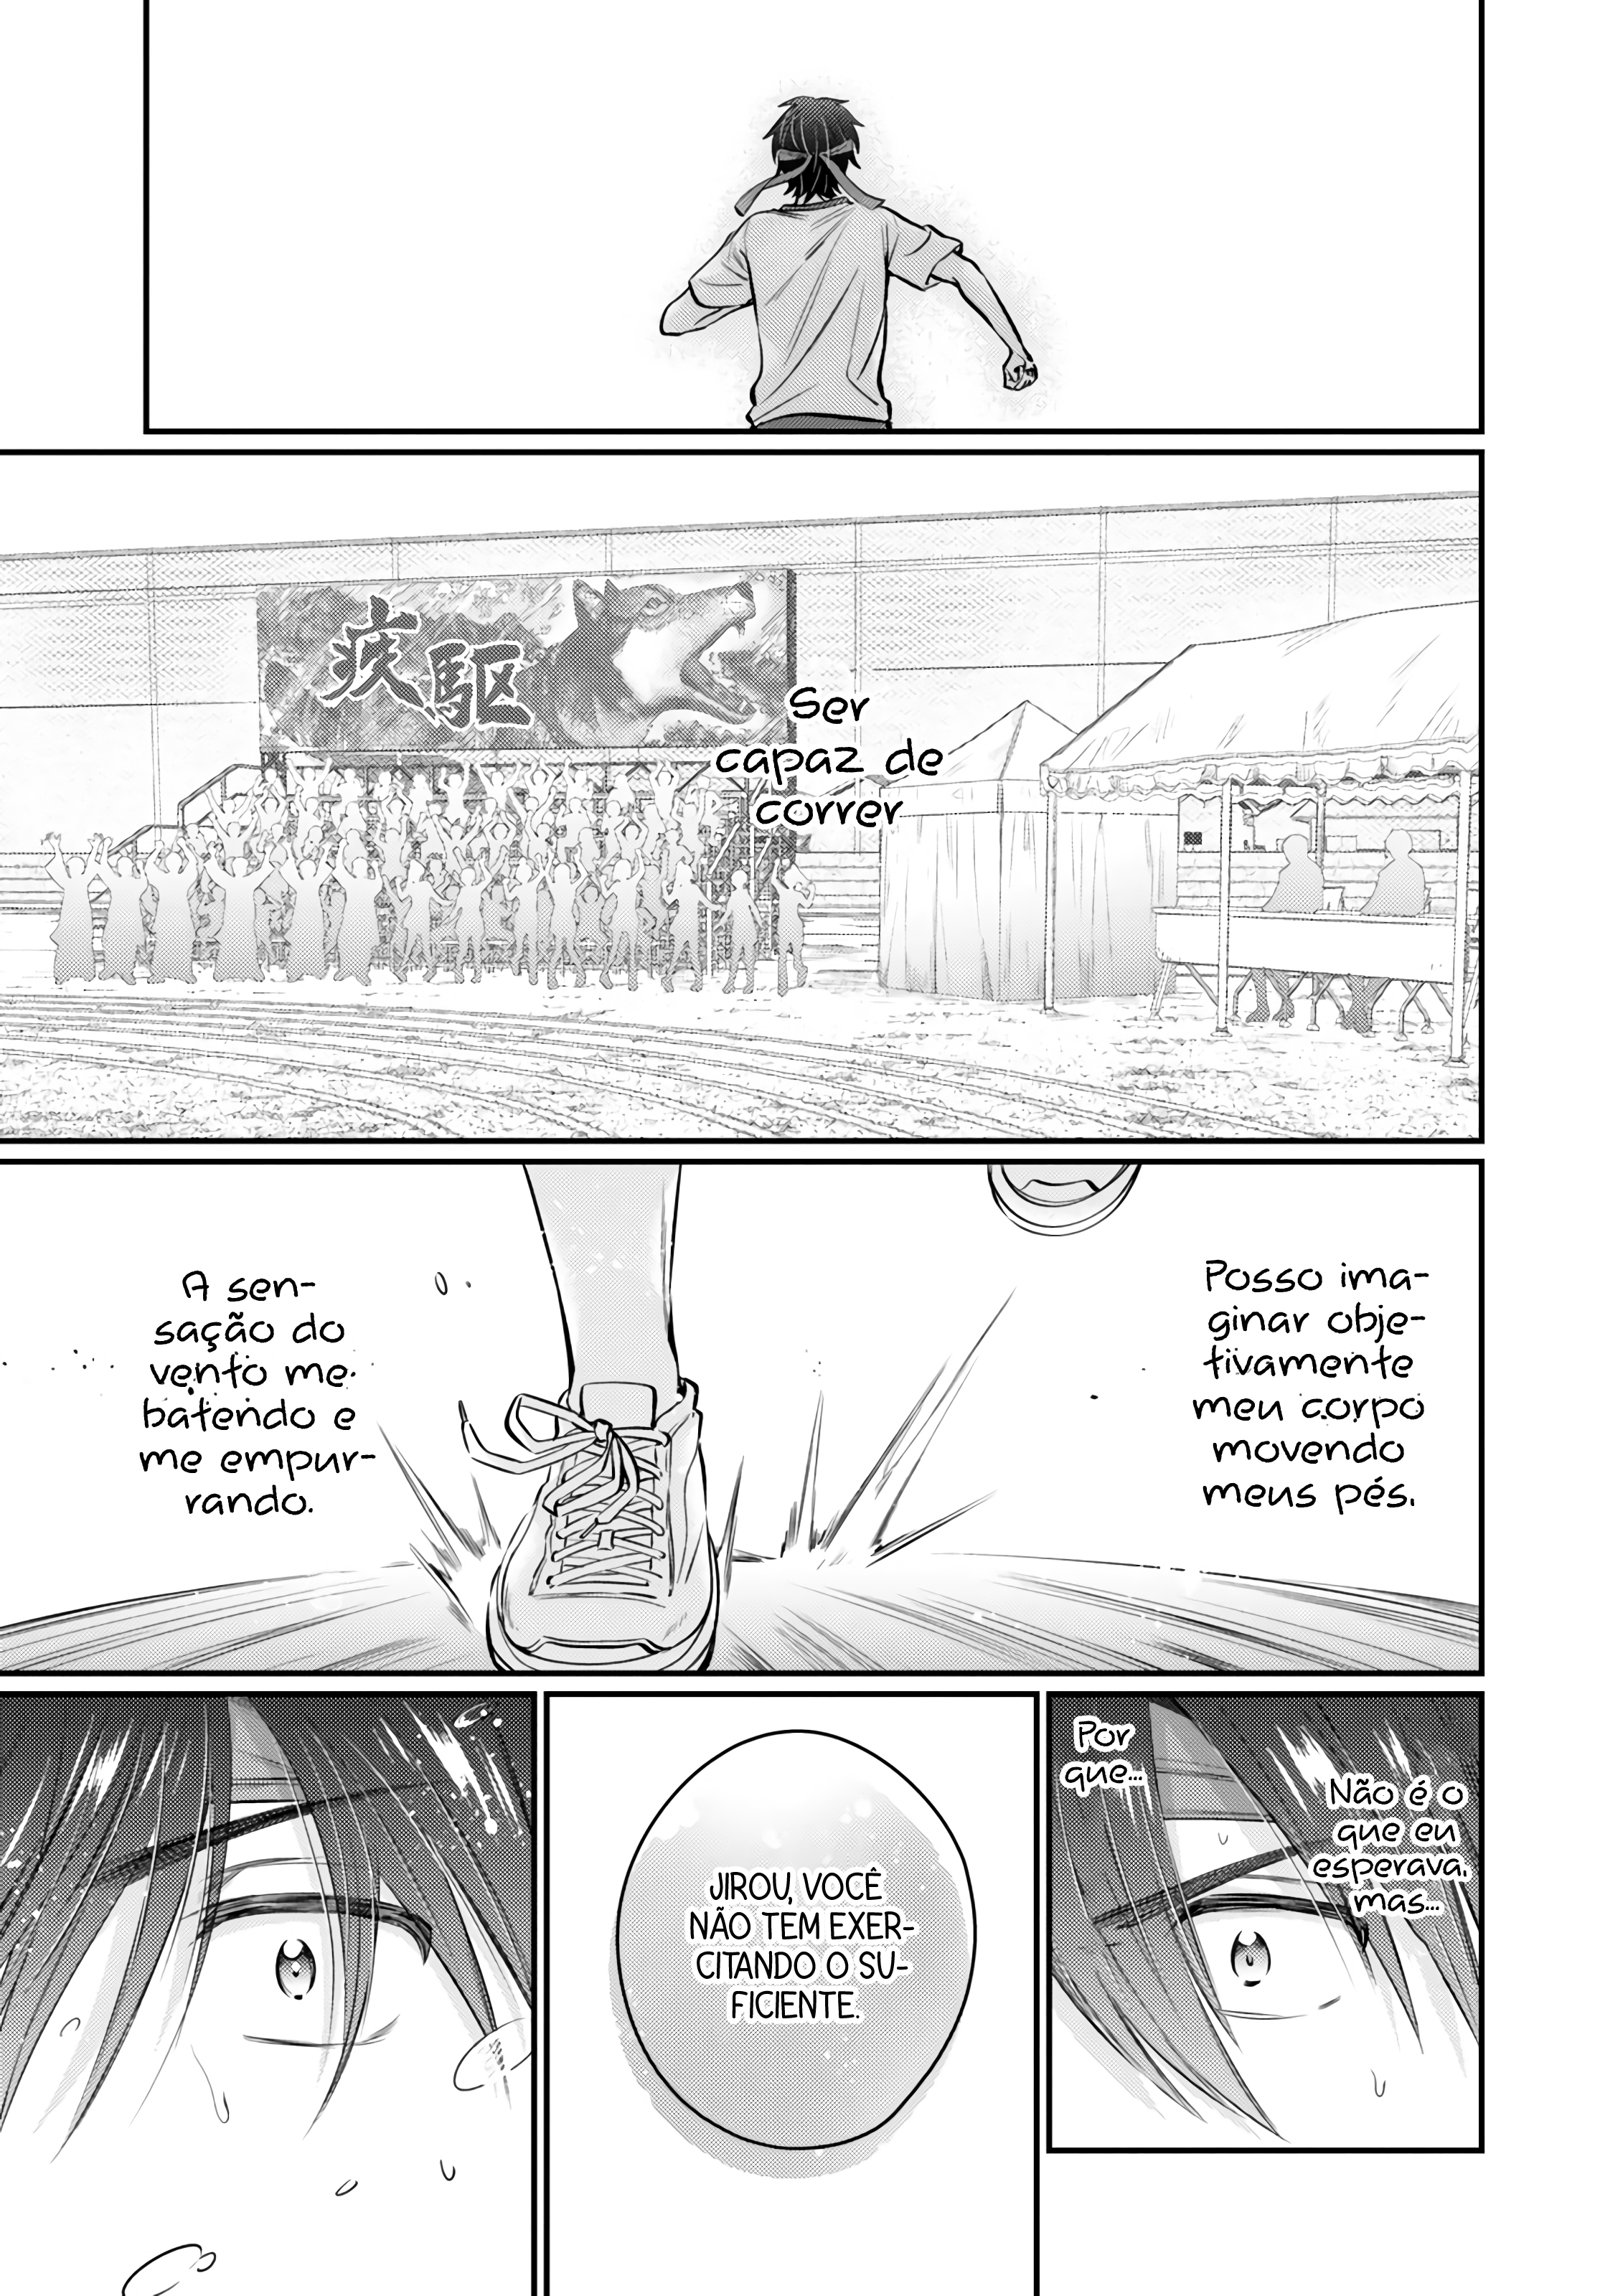 疾駆
Ser
capaz de
correr
Posso ima-
ginar obje-
tivamente
meu corpo
movendo
meus pés.
A sen-
sação do
vento me
batendo e
me empur-
rando.
Não é o
que eu
esperava,
mas...
Por
que...
JIROU, VOCÊ
NÃO TEM EXER-
CITANDO O SU-
FICIENTE.